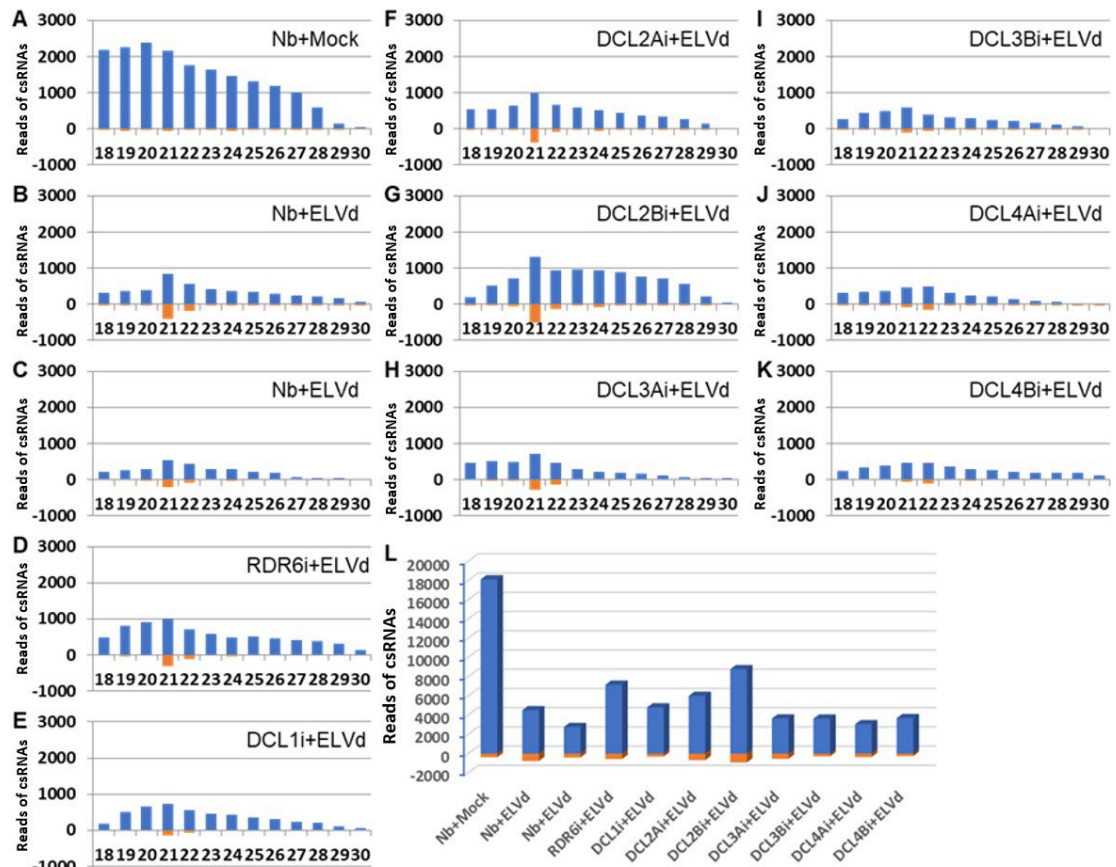 A
Nb+Mock
Reads of csRNAs
3000
2000
1000
0
-1000
18 19 20 21 22 23 24 25 26 27 28 29 30
B
Nb+ELVd
Reads of csRNAs
3000
2000
1000
0
-1000
18 19 20 21 22 23 24 25 26 27 28 29 30
C
Nb+ELVd
Reads of csRNAs
3000
2000
1000
0
-1000
18 19 20 21 22 23 24 25 26 27 28 29 30
D
RDR6i+ELVd
Reads of csRNAs
3000
2000
1000
0
-1000
18 19 20 21 22 23 24 25 26 27 28 29 30
E
DCL1i+ELVd
Reads of csRNAs
3000
2000
1000
0
-1000
18 19 20 21 22 23 24 25 26 27 28 29 30
F
DCL2Ai+ELVd
Reads of csRNAs
3000
2000
1000
0
-1000
18 19 20 21 22 23 24 25 26 27 28 29 30
G
DCL2Bi+ELVd
Reads of csRNAs
3000
2000
1000
0
-1000
18 19 20 21 22 23 24 25 26 27 28 29 30
H
DCL3Ai+ELVd
Reads of csRNAs
3000
2000
1000
0
-1000
18 19 20 21 22 23 24 25 26 27 28 29 30
I
DCL3Bi+ELVd
Reads of csRNAs
3000
2000
1000
0
-1000
18 19 20 21 22 23 24 25 26 27 28 29 30
J
DCL4Ai+ELVd
Reads of csRNAs
3000
2000
1000
0
-1000
18 19 20 21 22 23 24 25 26 27 28 29 30
K
DCL4Bi+ELVd
Reads of csRNAs
3000
2000
1000
0
-1000
18 19 20 21 22 23 24 25 26 27 28 29 30
L
Reads of csRNAs
20000
18000
16000
14000
12000
10000
8000
6000
4000
2000
0
-2000
Nb+Mock
Nb+ELVd
Nb+ELVd
RDR6i+ELVd
DCL1i+ELVd
DCL2Ai+ELVd
DCL2Bi+ELVd
DCL3Ai+ELVd
DCL3Bi+ELVd
DCL4Ai+ELVd
DCL4Bi+ELVd